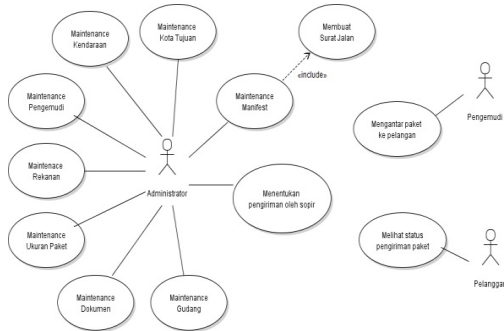 Maintenance
Kendaraan
Maintenance
Kota Tujuan
Membuat
Surat Jalan
«include»
Maintenance
Pengemudi
Maintenance
Manifest
Pengemudi
Mengantar paket
ke pelangan
Maintenace
Rekanan
Administrator
Menentukan
pengiriman oleh sopir
Maintenance
Ukuran Paket
Melihat status
pengiriman paket
Pelanggan
Maintenance
Dokumen
Maintenance
Gudang